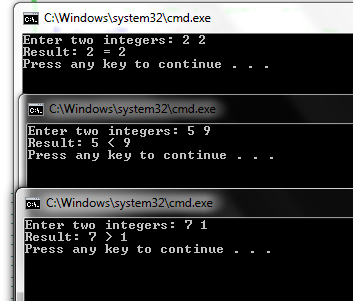 C:\Windows\system32\cmd.exe
Enter two integers: 2 2
Result: 2 = 2
Press any key to continue . . .
C:\Windows\system32\cmd.exe
Enter two integers: 5 9
Result: 5 < 9
Press any key to continue . . .
C:\Windows\system32\cmd.exe
Enter two integers: 7 1
Result: 7 > 1
Press any key to continue . . .